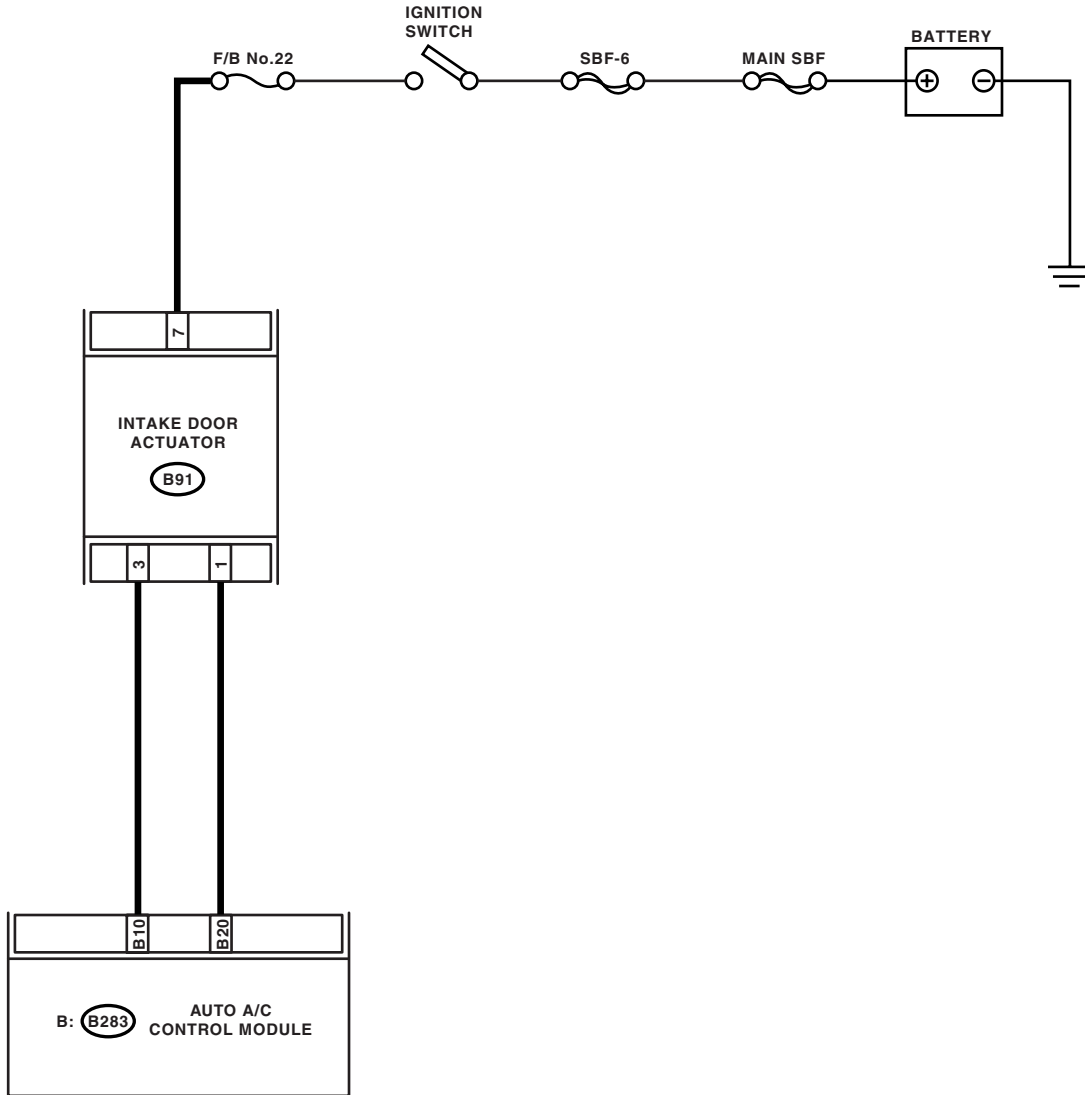 IGNITION
SWITCH
BATTERY
F/B No.22
SBF-6
MAIN SBF
+
−
7
INTAKE DOOR
ACTUATOR
B91
3
1
B10
B20
B:
B283
AUTO A/C
CONTROL MODULE